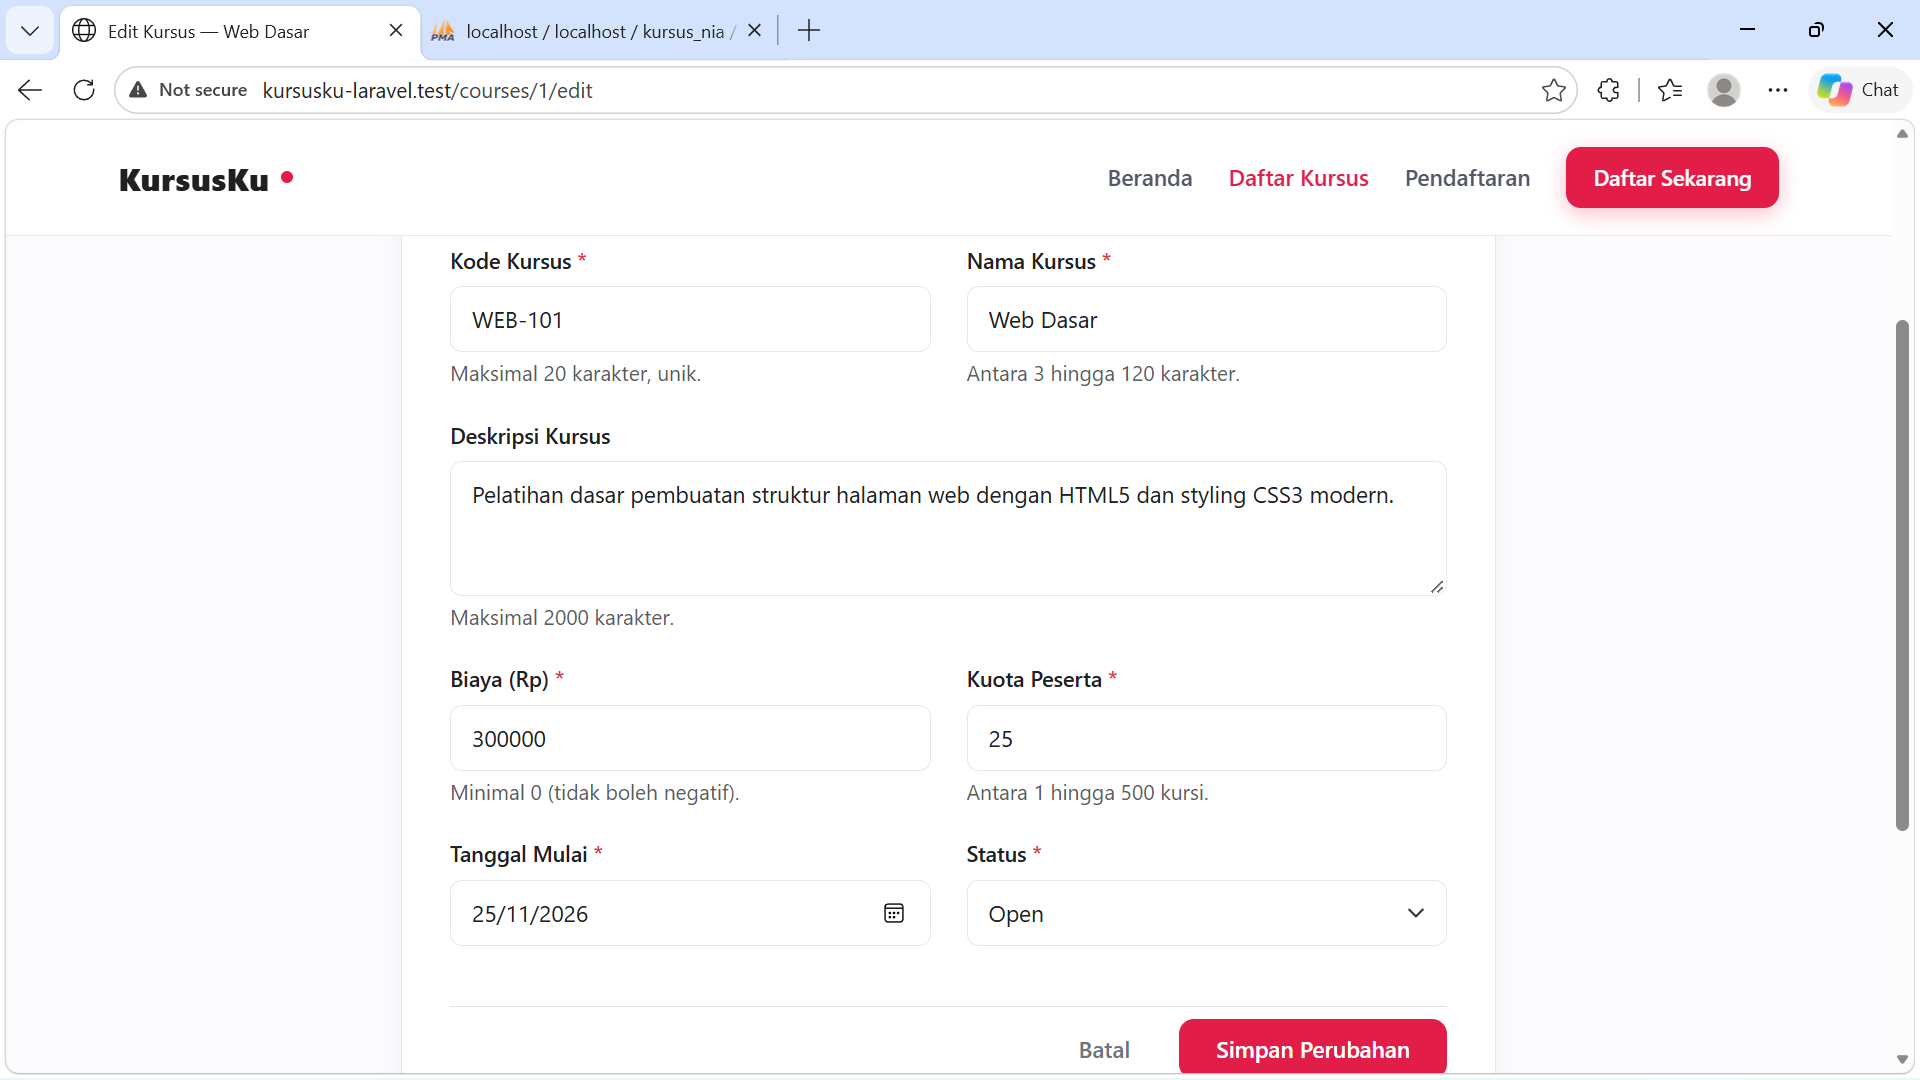 Edit Kursus — Web Dasar
localhost / localhost / kursus_nia /
Not secure
kursusku-laravel.test/courses/1/edit
Chat
KursusKu
Beranda
Daftar Kursus
Pendaftaran
Daftar Sekarang
Kode Kursus *
Nama Kursus *
WEB-101
Web Dasar
Maksimal 20 karakter, unik.
Antara 3 hingga 120 karakter.
Deskripsi Kursus
Pelatihan dasar pembuatan struktur halaman web dengan HTML5 dan styling CSS3 modern.
Maksimal 2000 karakter.
Biaya (Rp) *
Kuota Peserta *
300000
25
Minimal 0 (tidak boleh negatif).
Antara 1 hingga 500 kursi.
Tanggal Mulai *
Status *
25/11/2026
Open
Batal
Simpan Perubahan